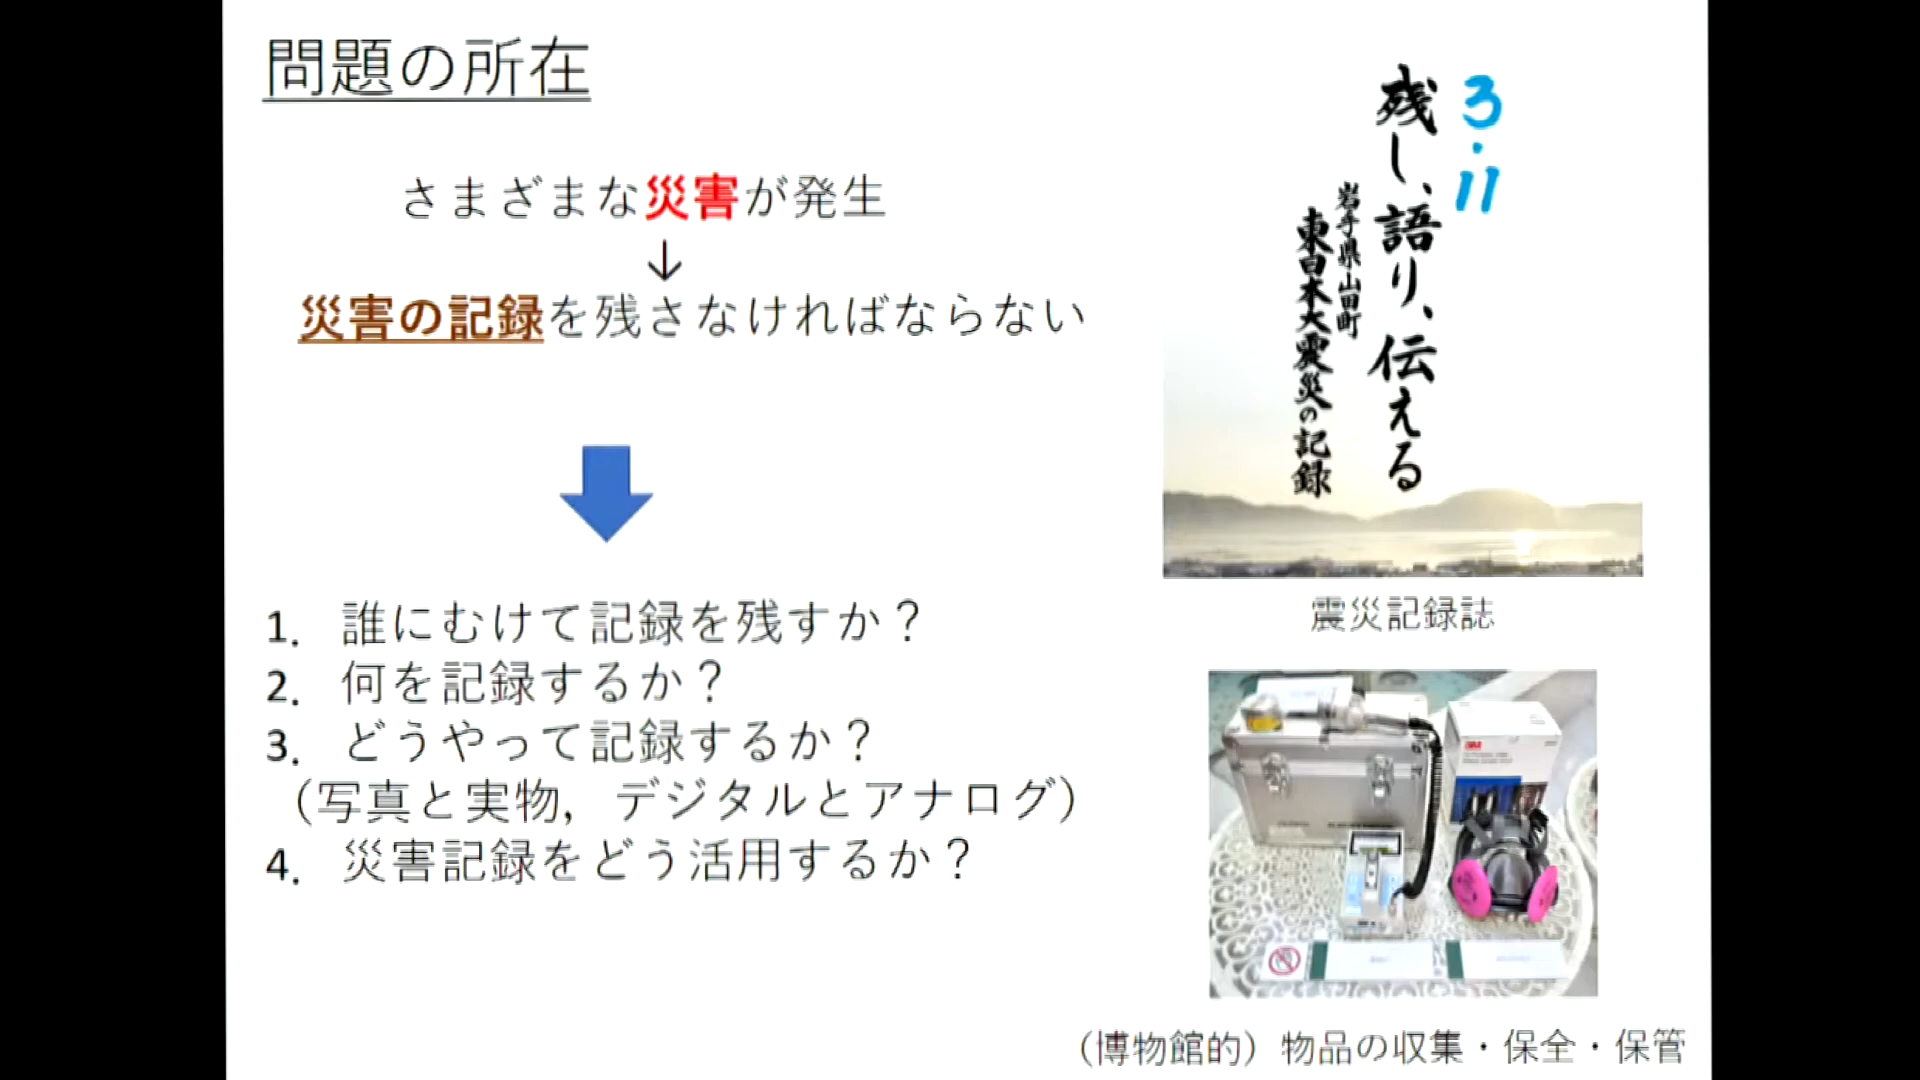 問題の所在
さまざまな災害が発生
↓
災害の記録を残さなければならない
1. 誰にむけて記録を残すか？
2. 何を記録するか？
3. どうやって記録するか？
（写真と実物，デジタルとアナログ）
4. 災害記録をどう活用するか？
3・11
残し、語り、伝える
岩手県山田町
東日本大震災の記録
震災記録誌
3M
（博物館的）物品の収集・保全・保管